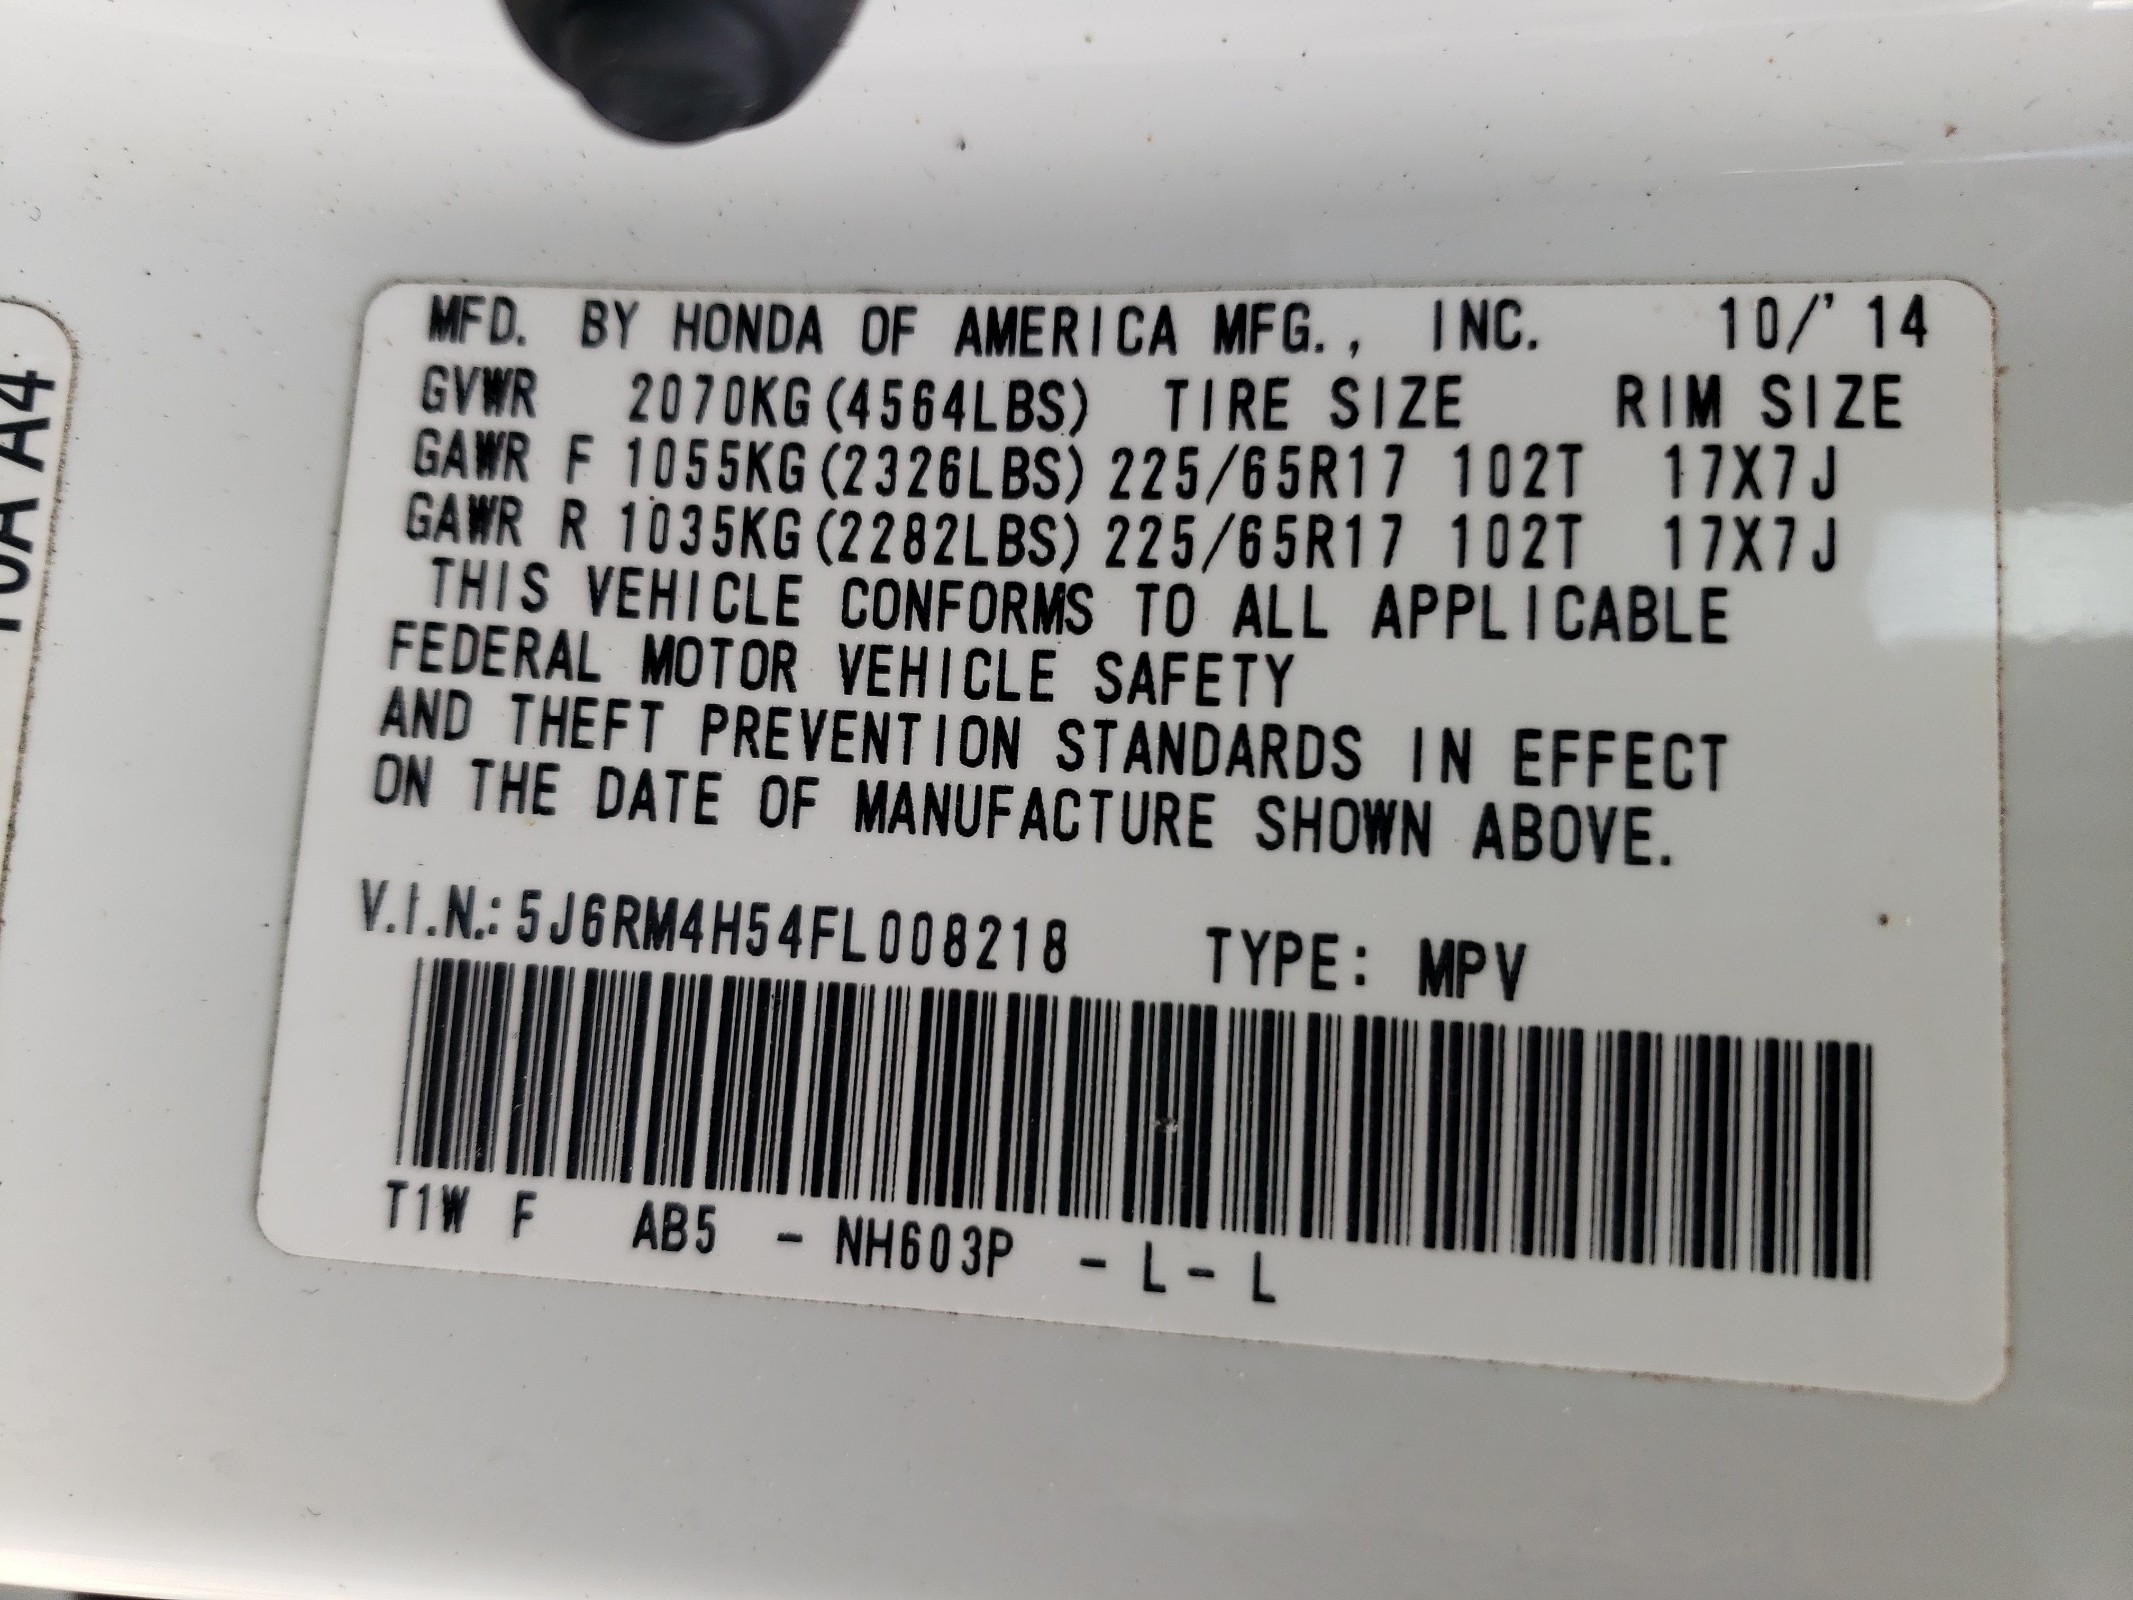 MFD. BY HONDA OF AMERICA MFG., INC. 10/'14
GVWR 2070KG(4564LBS) TIRE SIZE RIM SIZE
GAWR F 1055KG(2326LBS) 225/65R17 102T 17X7J
GAWR R 1035KG(2282LBS) 225/65R17 102T 17X7J
THIS VEHICLE CONFORMS TO ALL APPLICABLE
FEDERAL MOTOR VEHICLE SAFETY
AND THEFT PREVENTION STANDARDS IN EFFECT
ON THE DATE OF MANUFACTURE SHOWN ABOVE.
V.I.N.: 5J6RM4H54FL008218 TYPE: MPV
T1W F AB5 - NH603P - L - L
A4